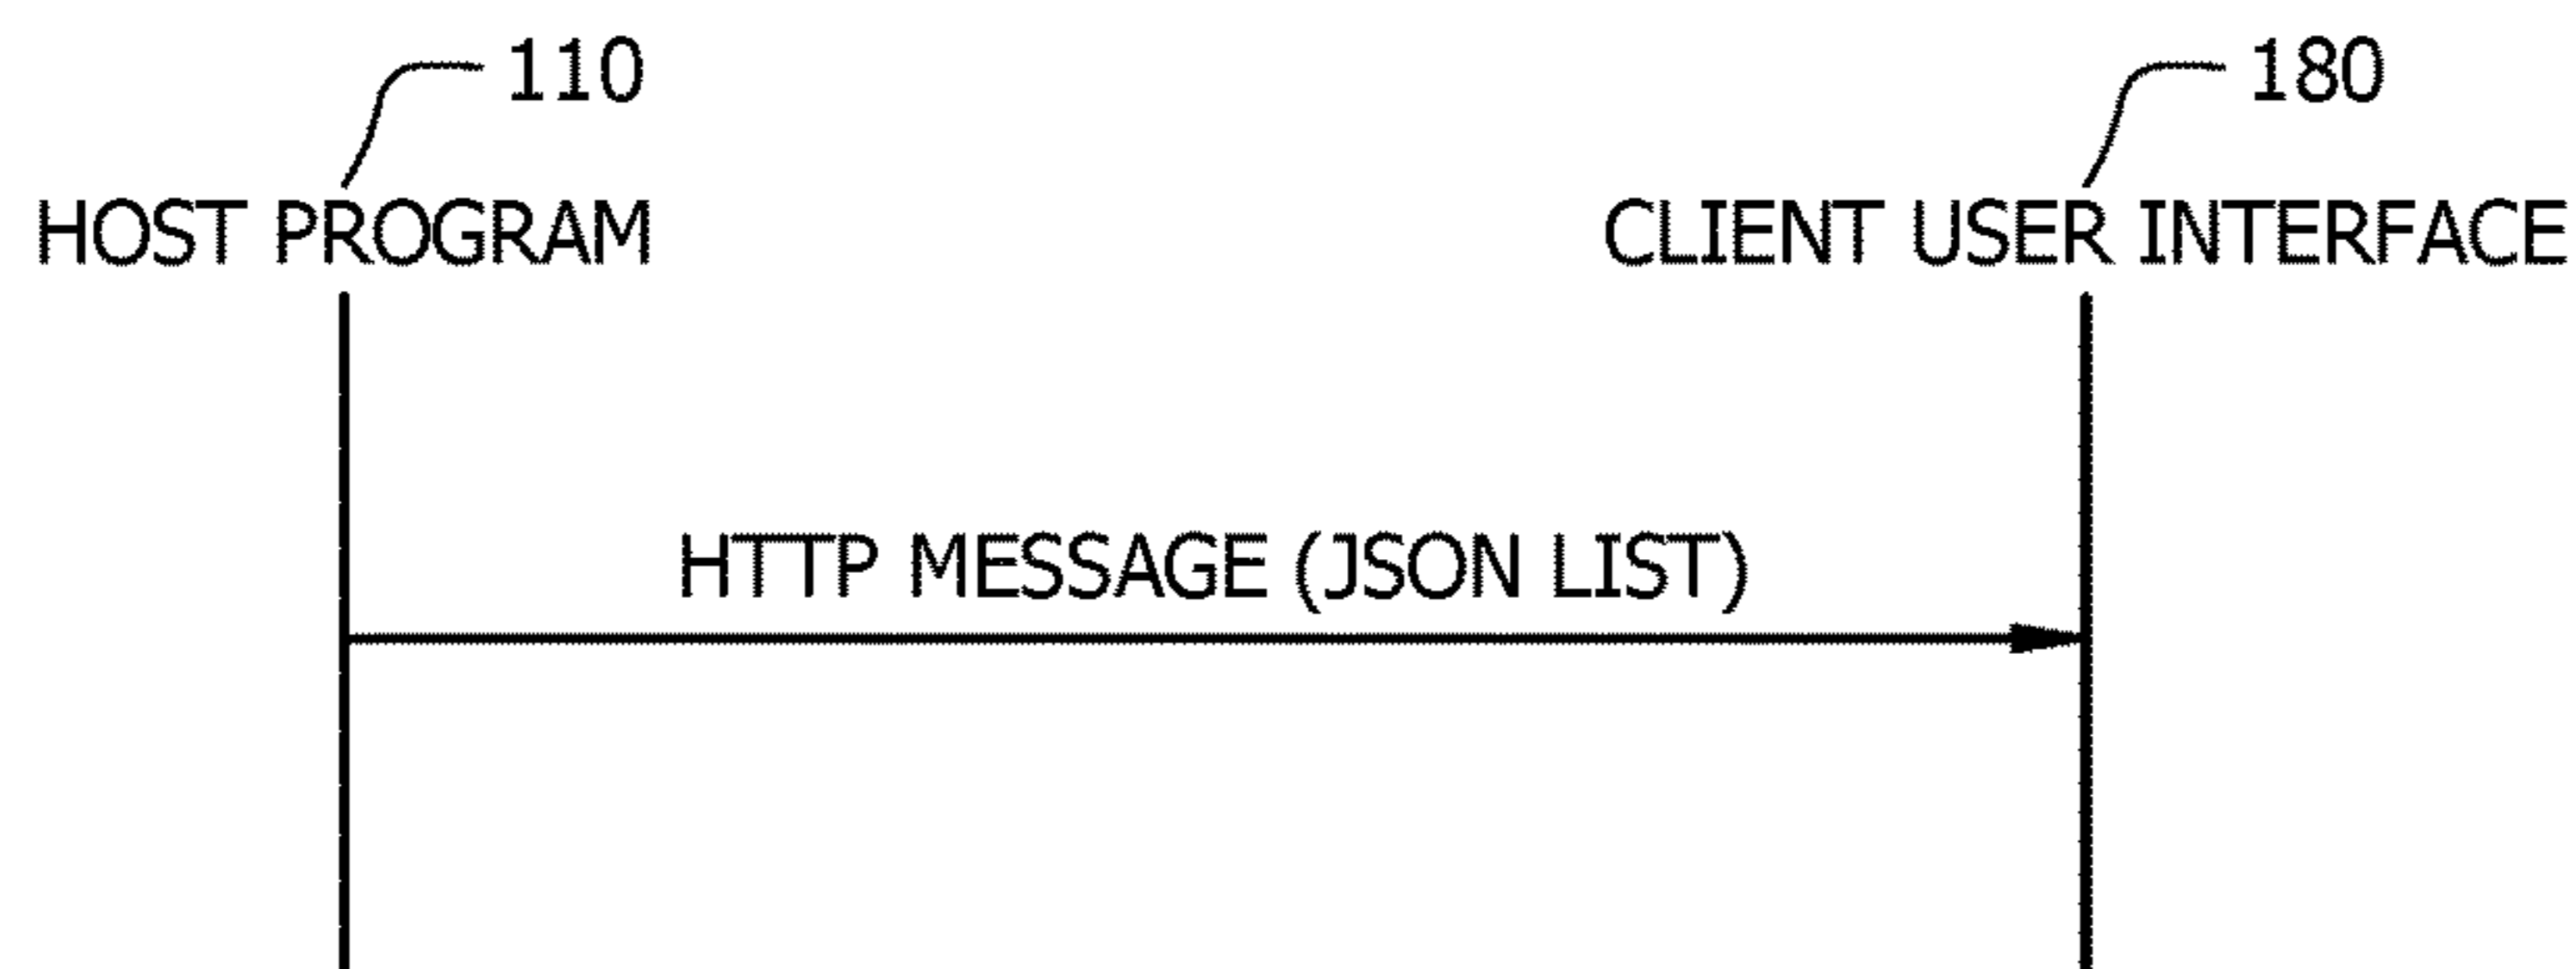 110
180
HOST PROGRAM
CLIENT USER INTERFACE
HTTP MESSAGE (JSON LIST)